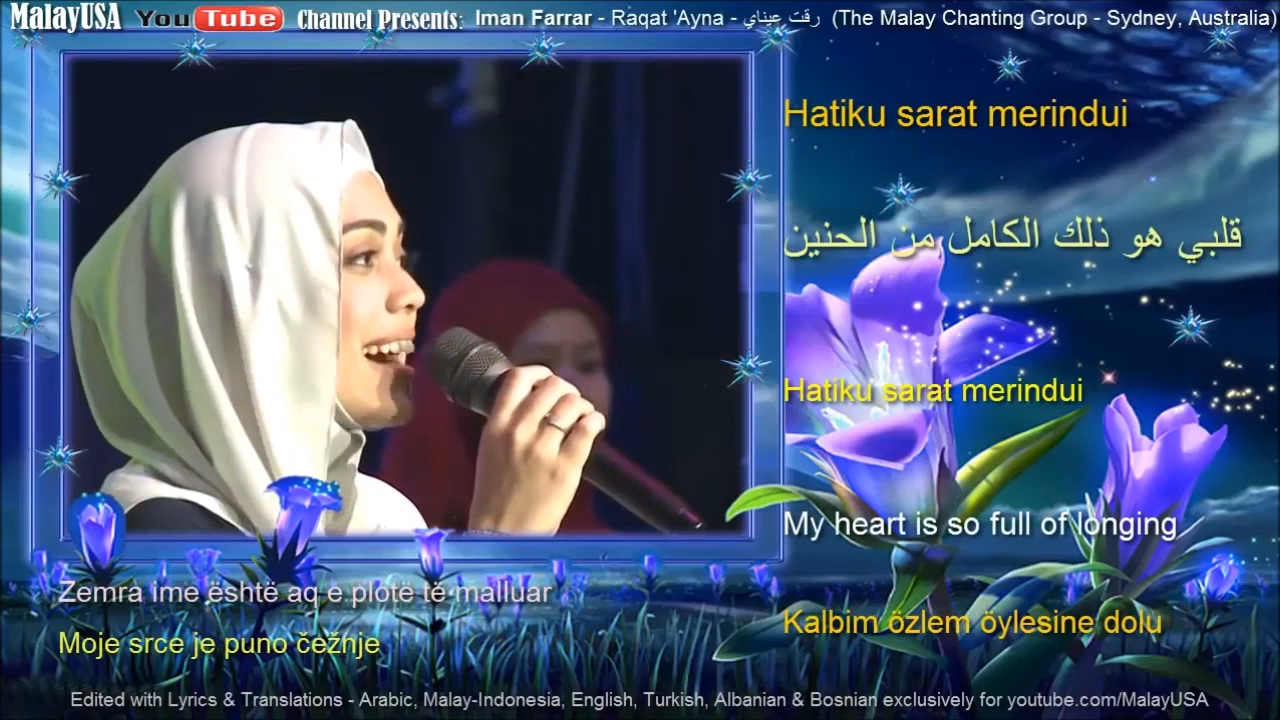 MalayUSA YouTube Channel Presents: Iman Farrar - Raqat 'Ayna - رقت عيناي (The Malay Chanting Group - Sydney, Australia)
Hatiku sarat merindui
قلبي هو ذلك الكامل من الحنين
Hatiku sarat merindui
My heart is so full of longing
Kalbim özlem öylesine dolu
Zemra ime është aq e plotë të malluar
Moje srce je puno čežnje
Edited with Lyrics & Translations - Arabic, Malay-Indonesia, English, Turkish, Albanian & Bosnian exclusively for youtube.com/MalayUSA